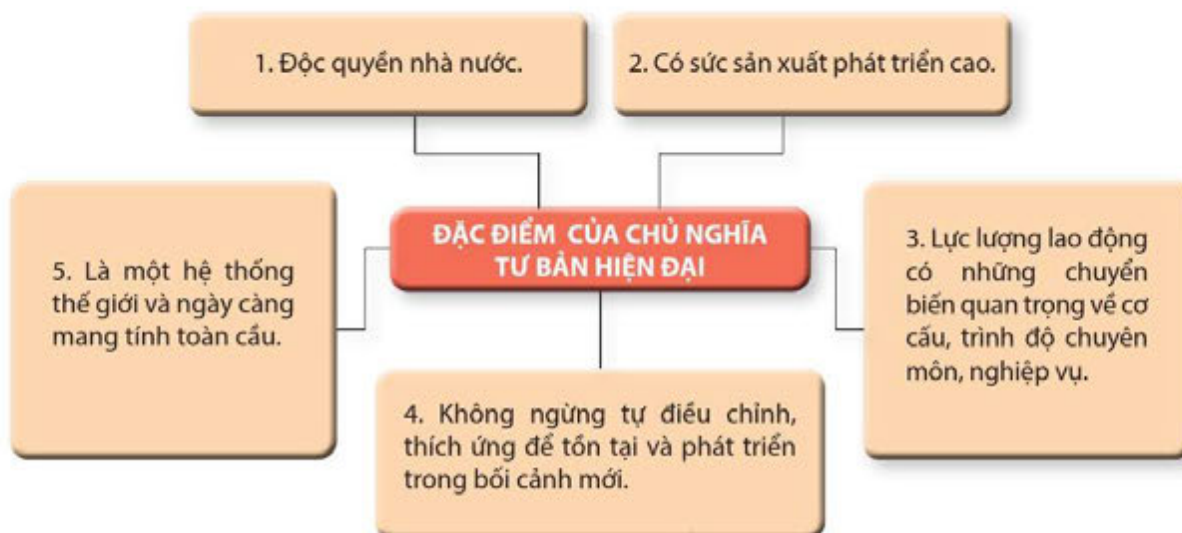 1. Độc quyền nhà nước.
2. Có sức sản xuất phát triển cao.
ĐẶC ĐIỂM CỦA CHỦ NGHĨA
TƯ BẢN HIỆN ĐẠI
3. Lực lượng lao động
có những chuyển
biến quan trọng về cơ
cấu, trình độ chuyên
môn, nghiệp vụ.
4. Không ngừng tự điều chỉnh,
thích ứng để tồn tại và phát triển
trong bối cảnh mới.
5. Là một hệ thống
thế giới và ngày càng
mang tính toàn cầu.